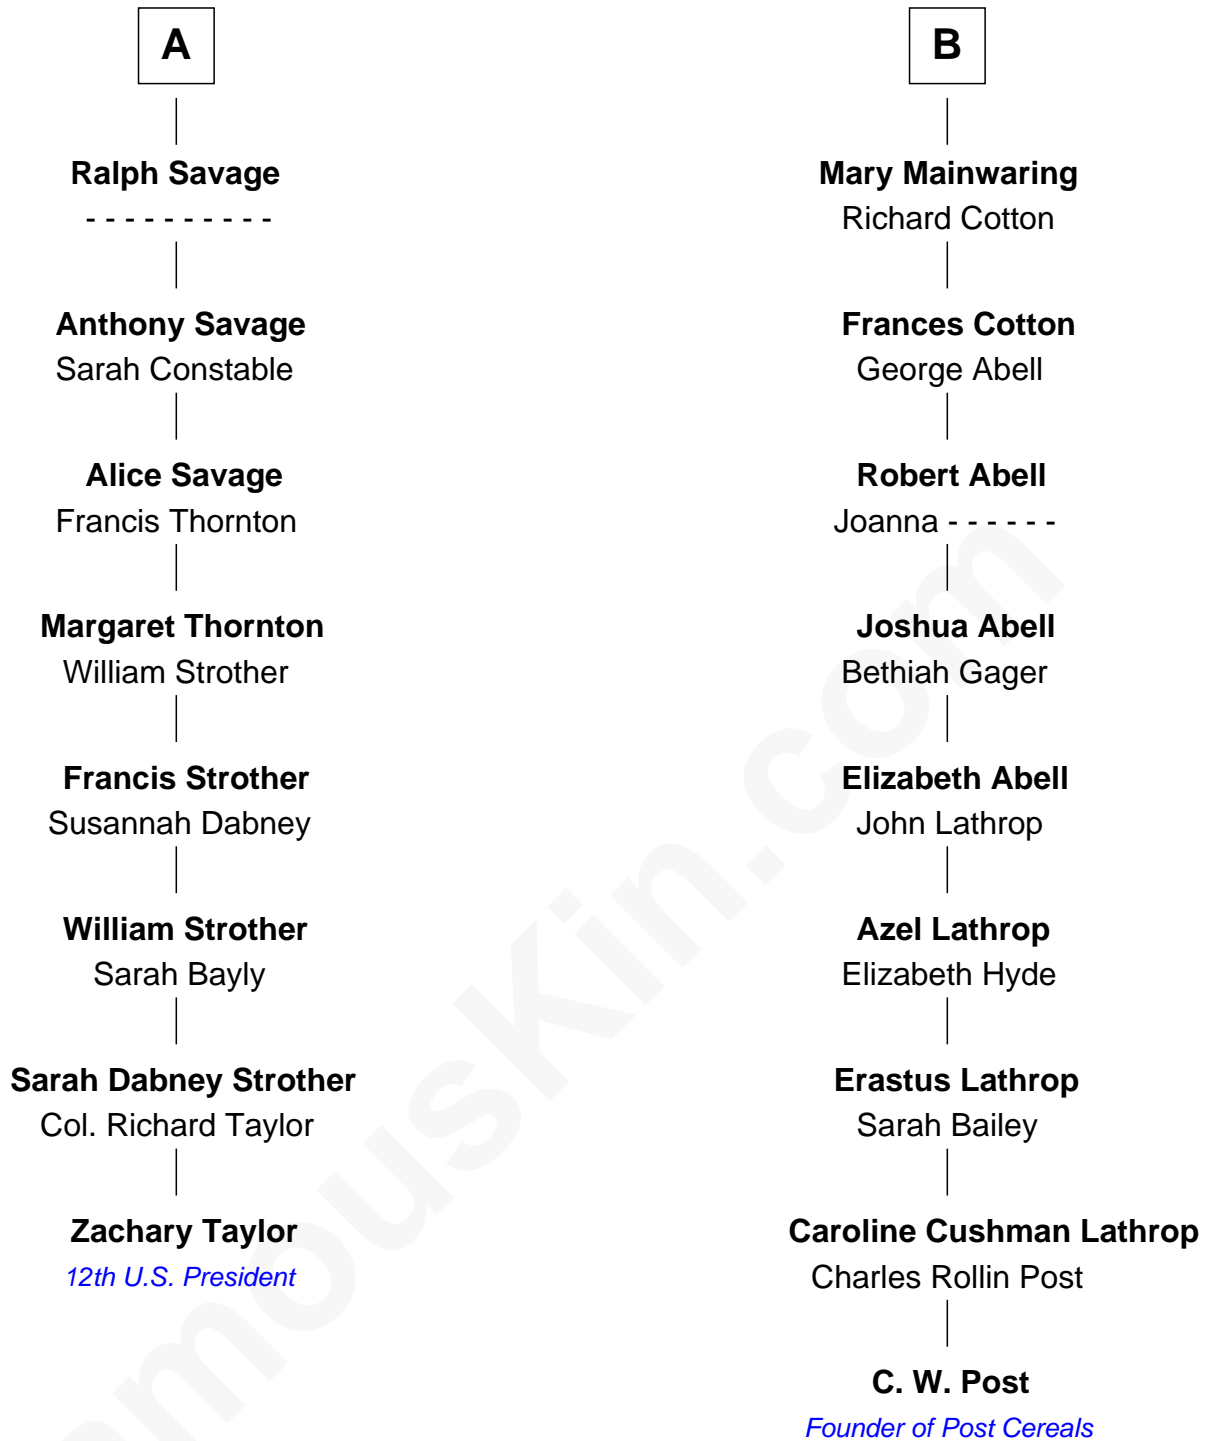 A
Ralph Savage
- - - - - - - - - -
Anthony Savage
Sarah Constable
Alice Savage
Francis Thornton
Margaret Thornton
William Strother
Francis Strother
Susannah Dabney
William Strother
Sarah Bayly
Sarah Dabney Strother
Col. Richard Taylor
Zachary Taylor
12th U.S. President
B
Mary Mainwaring
Richard Cotton
Frances Cotton
George Abell
Robert Abell
Joanna - - - - - -
Joshua Abell
Bethiah Gager
Elizabeth Abell
John Lathrop
Azel Lathrop
Elizabeth Hyde
Erastus Lathrop
Sarah Bailey
Caroline Cushman Lathrop
Charles Rollin Post
C. W. Post
Founder of Post Cereals
amousKin.com